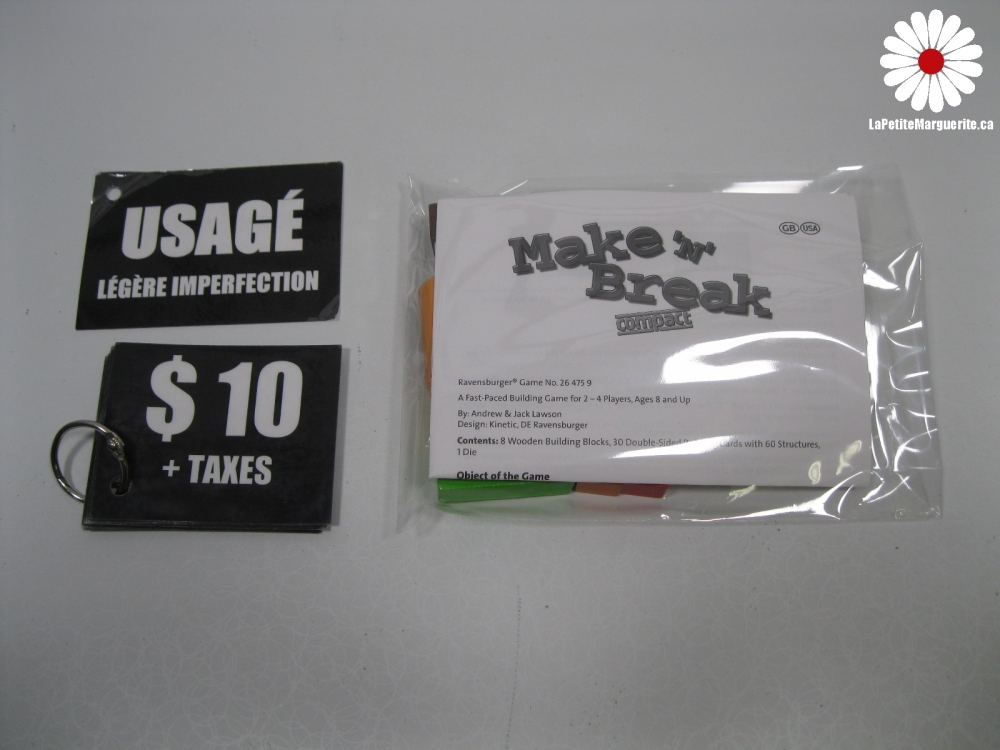 LaPetiteMarguerite.ca
USAGÉ
LÉGÈRE IMPERFECTION
$ 10
+ TAXES
GB USA
Make 'N' Break
compact
Ravensburger® Game No. 26 475 9
A Fast-Paced Building Game for 2 – 4 Players, Ages 8 and Up
By: Andrew & Jack Lawson
Design: Kinetic, DE Ravensburger
Contents: 8 Wooden Building Blocks, 30 Double-Sided Cards with 60 Structures,
1 Die
Object of the Game